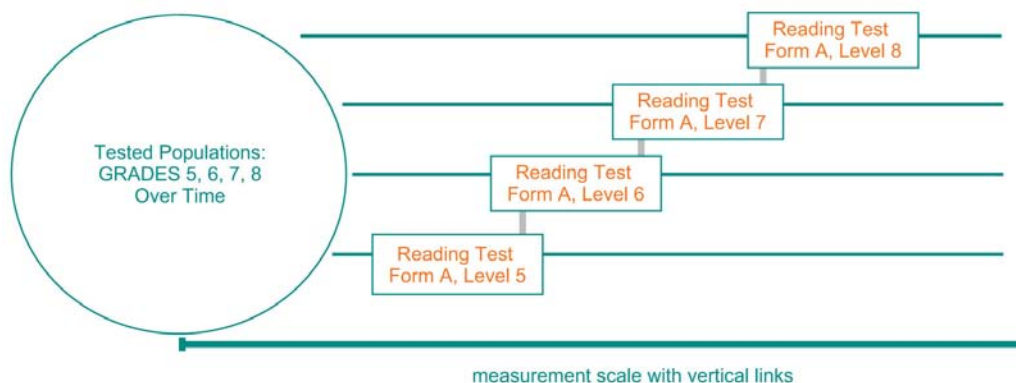 Reading Test
Form A, Level 8
Reading Test
Form A, Level 7
Tested Populations:
GRADES 5, 6, 7, 8
Over Time
Reading Test
Form A, Level 6
Reading Test
Form A, Level 5
measurement scale with vertical links